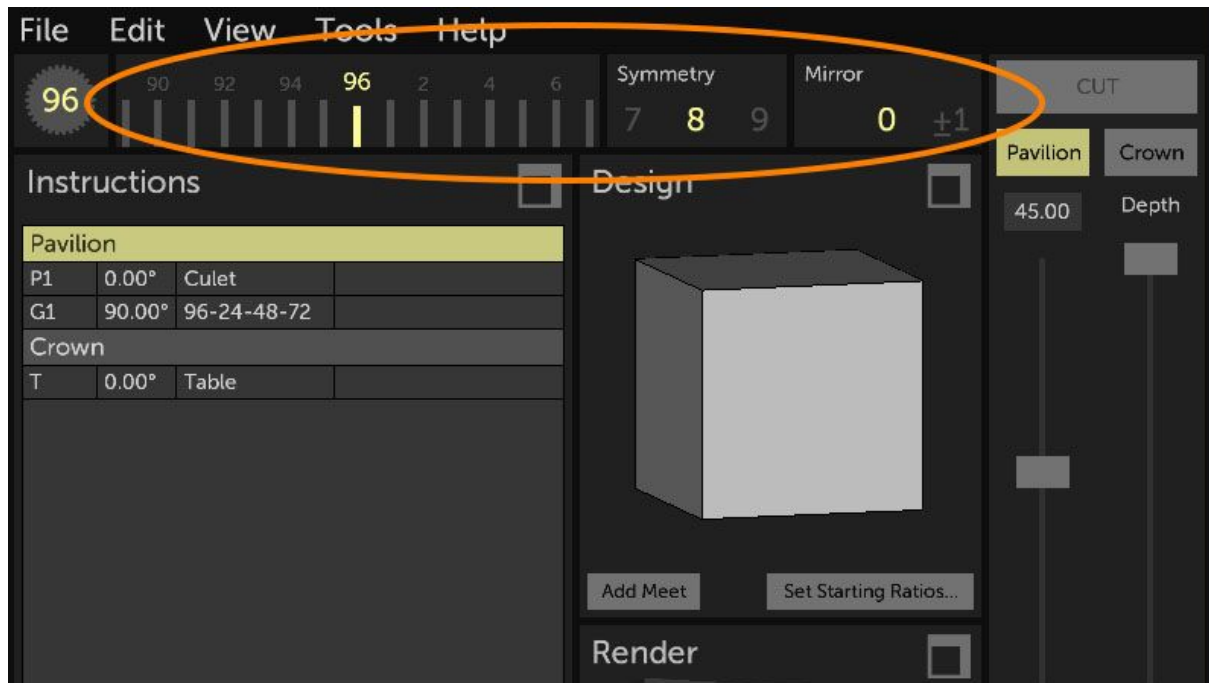 File Edit View Tools Help
96 90 92 94 96 2 4 6
Symmetry
7 8 9
Mirror
0 ±1
CUT
Pavilion Crown
45.00 Depth
Instructions
Pavilion
P1 0.00° Culet
G1 90.00° 96-24-48-72
Crown
T 0.00° Table
Design
Add Meet Set Starting Ratios...
Render